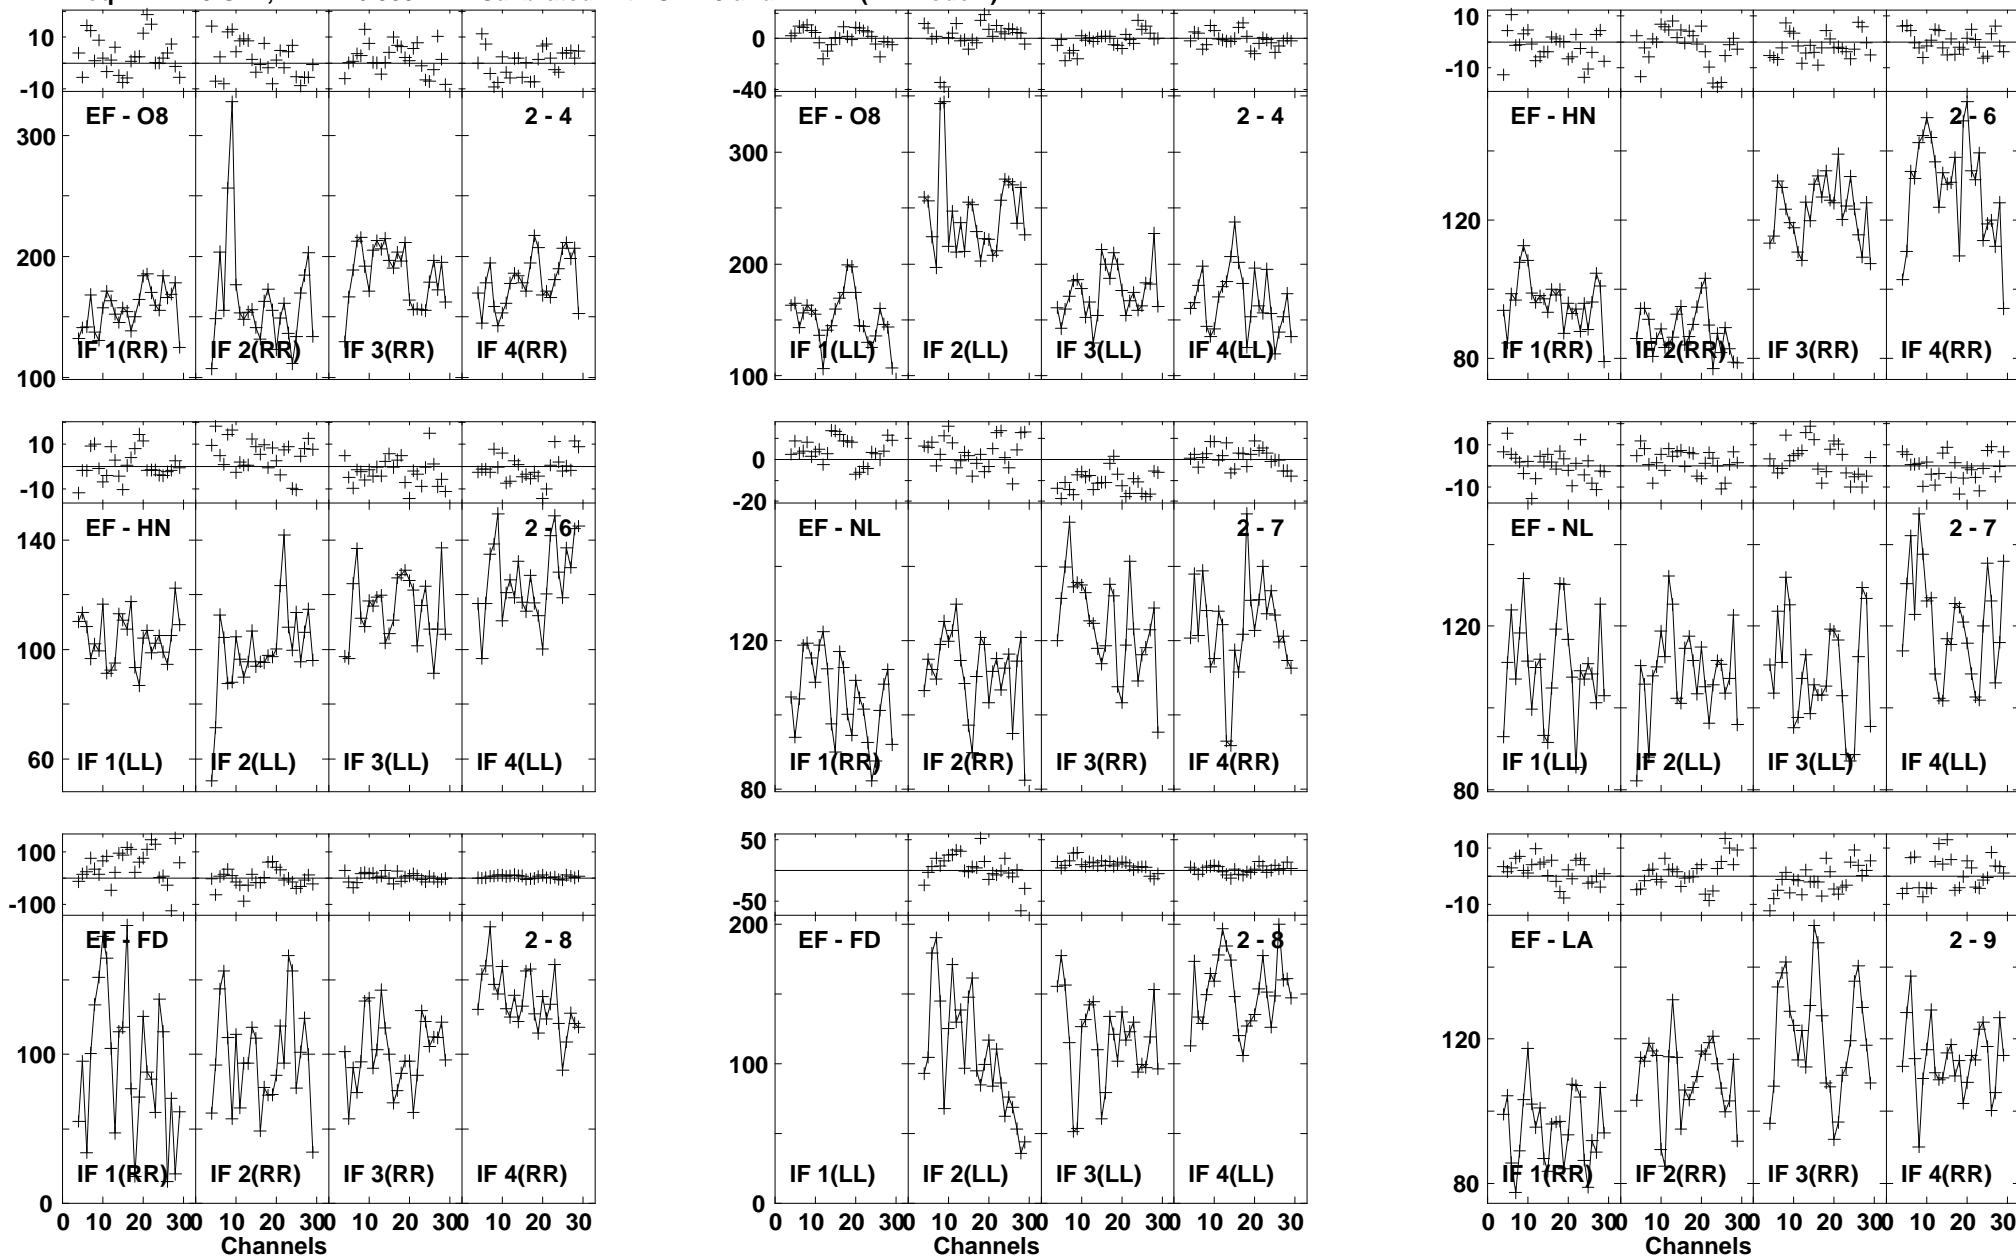 10 10
0 0
-10 -40 -10
EF - O8 2 - 4 EF - O8 2 - 4 EF - HN 2 - 6
300 300
200 200 120
IF 1(RR) IF 2(RR) IF 3(RR) IF 4(RR) IF 1(LL) IF 2(LL) IF 3(LL) IF 4(LL) IF 1(RR) IF 2(RR) IF 3(RR) IF 4(RR)
100 100 80
10 0 10
-10 -20 -10
EF - HN 2 - 6 EF - NL 2 - 7 EF - NL 2 - 7
140
100 120 120
60 IF 1(LL) IF 2(LL) IF 3(LL) IF 4(LL) IF 1(RR) IF 2(RR) IF 3(RR) IF 4(RR) IF 1(LL) IF 2(LL) IF 3(LL) IF 4(LL)
80 80
100 50 10
-100 -50 -10
EF - FD 2 - 8 200 EF - FD 2 - 8 EF - LA 2 - 9
100 100 120
IF 1(RR) IF 2(RR) IF 3(RR) IF 4(RR) IF 1(LL) IF 2(LL) IF 3(LL) IF 4(LL) 80 IF 1(RR) IF 2(RR) IF 3(RR) IF 4(RR)
0 0
0 10 20 30 0 10 20 30 0 10 20 30 0 10 20 30 0 10 20 30 0 10 20 30 0 10 20 30 0 10 20 30 0 10 20 30 0 10 20 30 0 10 20 30 0 10 20 30
Channels Channels